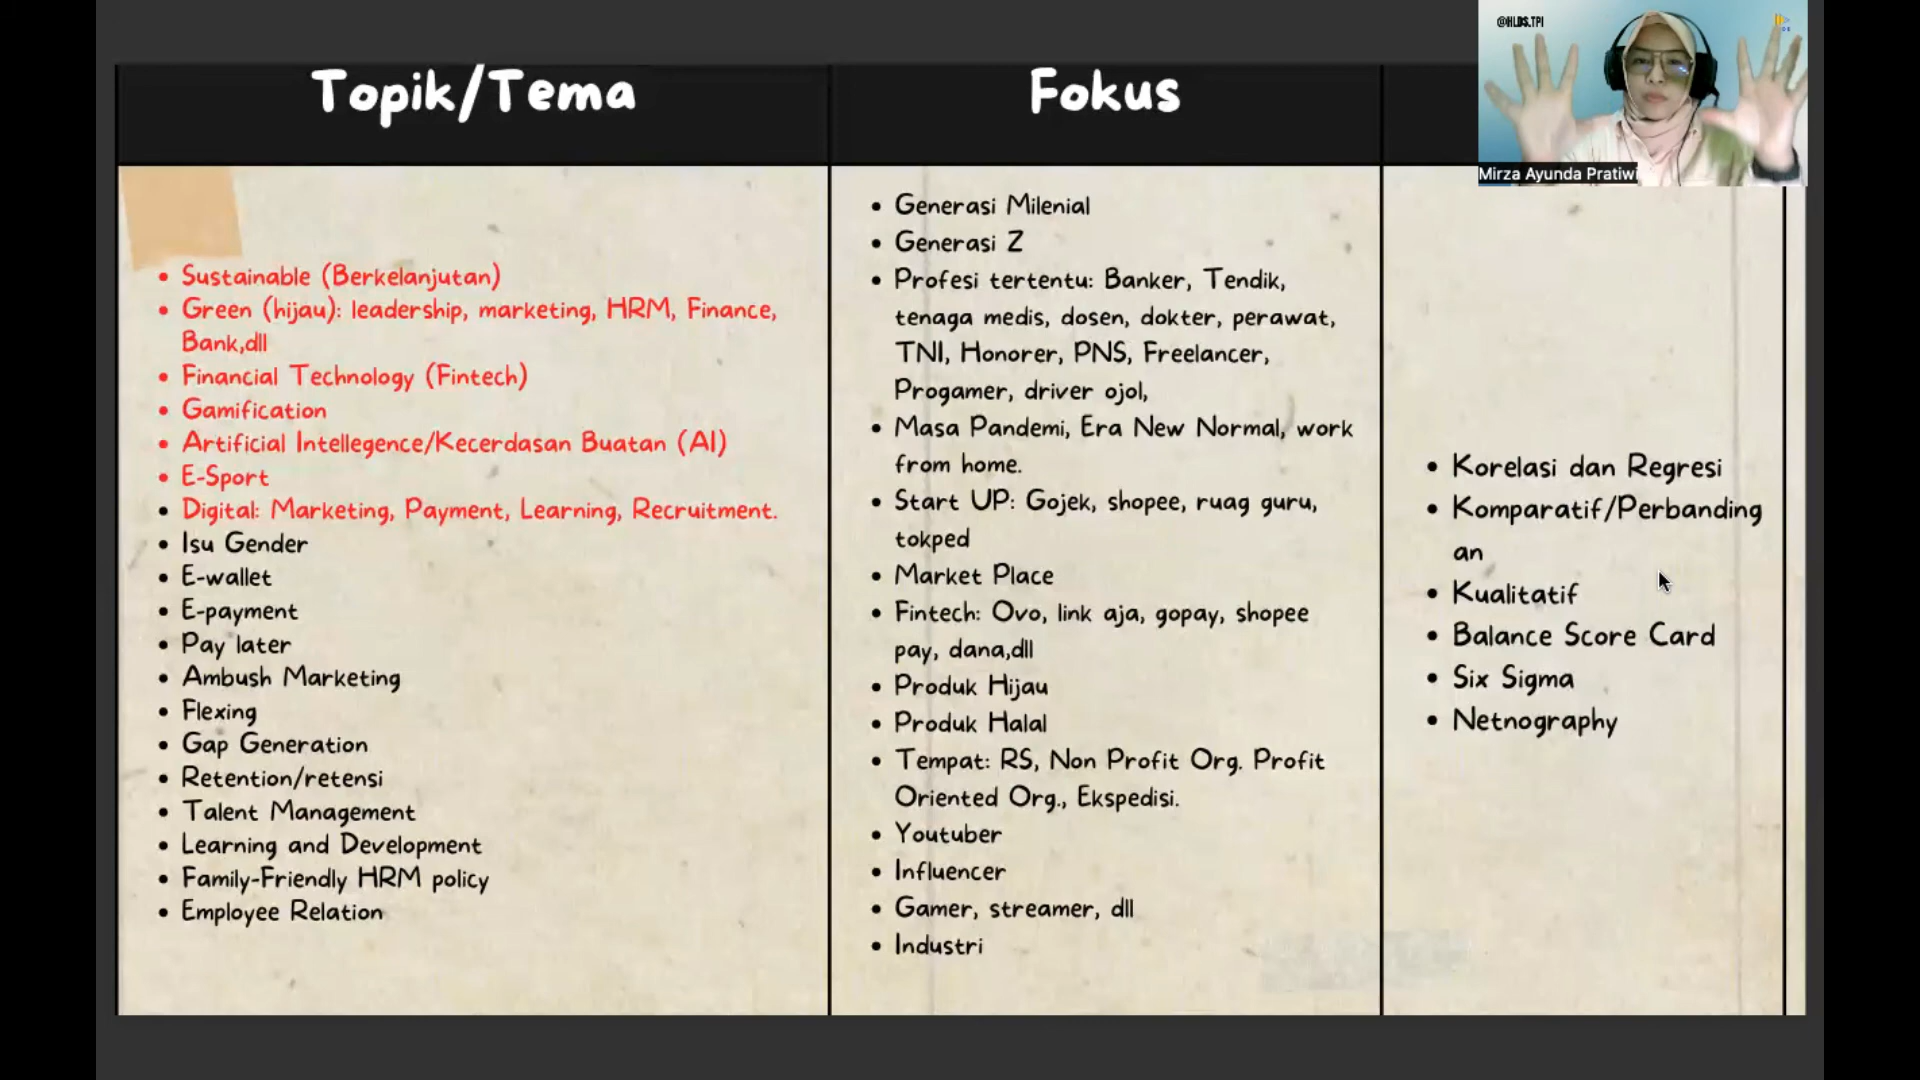 Topik/Tema
Fokus
@HLDS.TPI
Mirza Ayunda Pratiwi
Sustainable (Berkelanjutan)
Green (hijau): leadership, marketing, HRM, Finance,
Bank,dll
Financial Technology (Fintech)
Gamification
Artificial Intellegence/Kecerdasan Buatan (AI)
E-Sport
Digital: Marketing, Payment, Learning, Recruitment.
Isu Gender
E-wallet
E-payment
Pay later
Ambush Marketing
Flexing
Gap Generation
Retention/retensi
Talent Management
Learning and Development
Family-Friendly HRM policy
Employee Relation
Generasi Milenial
Generasi Z
Profesi tertentu: Banker, Tendik,
tenaga medis, dosen, dokter, perawat,
TNI, Honorer, PNS, Freelancer,
Progamer, driver ojol,
Masa Pandemi, Era New Normal, work
from home.
Start UP: Gojek, shopee, ruag guru,
tokped
Market Place
Fintech: Ovo, link aja, gopay, shopee
pay, dana,dll
Produk Hijau
Produk Halal
Tempat: RS, Non Profit Org. Profit
Oriented Org., Ekspedisi.
Youtuber
Influencer
Gamer, streamer, dll
Industri
Korelasi dan Regresi
Komparatif/Perbanding
an
Kualitatif
Balance Score Card
Six Sigma
Netnography